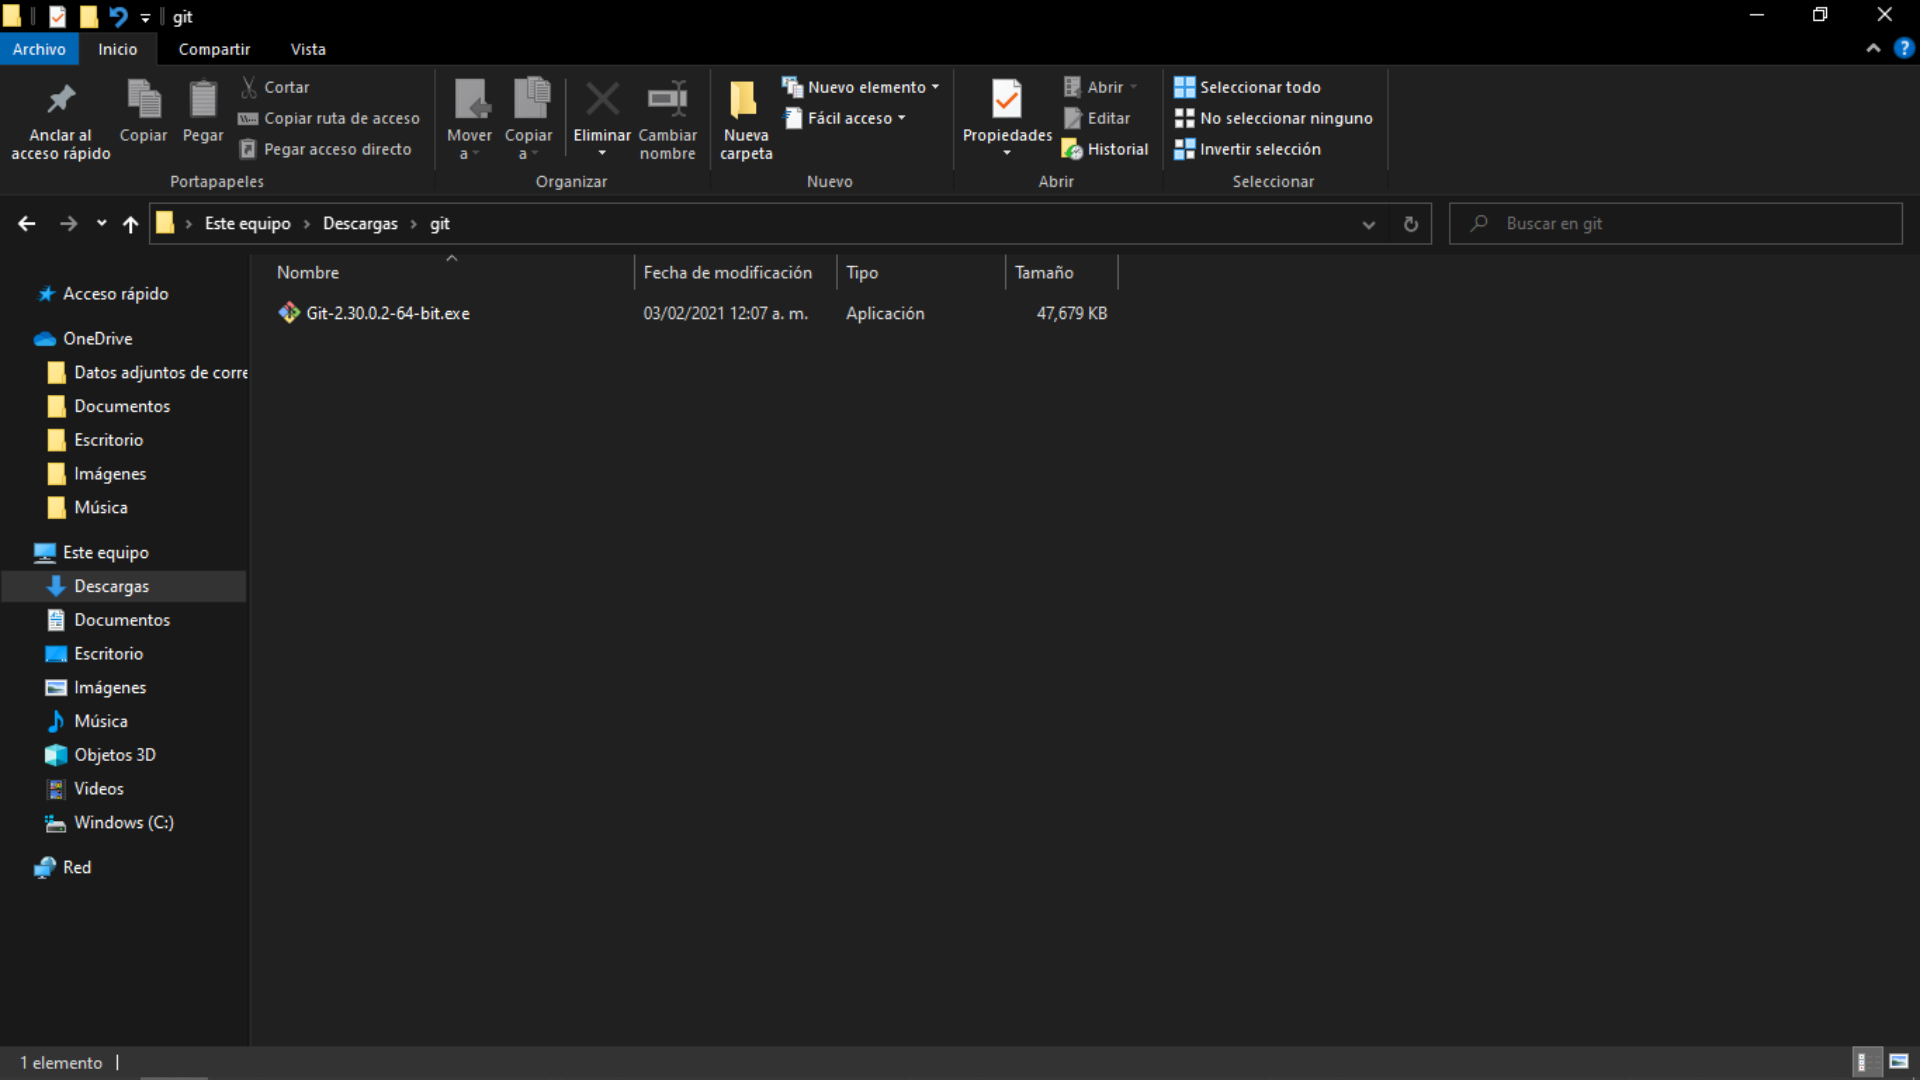 git
Archivo Inicio Compartir Vista
Anclar al acceso rápido
Copiar
Pegar
Cortar
Copiar ruta de acceso
Pegar acceso directo
Portapapeles
Mover a
Copiar a
Eliminar
Cambiar nombre
Organizar
Nueva carpeta
Nuevo elemento
Fácil acceso
Nuevo
Propiedades
Abrir
Editar
Historial
Abrir
Seleccionar todo
No seleccionar ninguno
Invertir selección
Seleccionar
Este equipo > Descargas > git
Buscar en git
Nombre Fecha de modificación Tipo Tamaño
Git-2.30.0.2-64-bit.exe 03/02/2021 12:07 a. m. Aplicación 47,679 KB
Acceso rápido
OneDrive
Datos adjuntos de corre
Documentos
Escritorio
Imágenes
Música
Este equipo
Descargas
Documentos
Escritorio
Imágenes
Música
Objetos 3D
Videos
Windows (C:)
Red
1 elemento